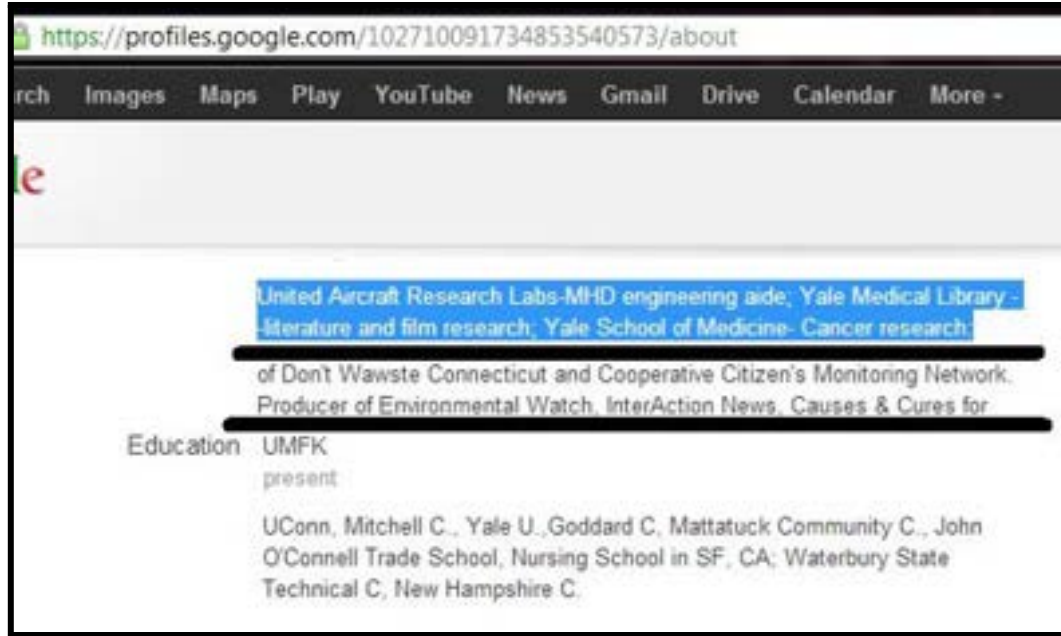 https://profiles.google.com/102710091734853540573/about
rch Images Maps Play YouTube News Gmail Drive Calendar More -
le
United Aircraft Research Labs-MHD engineering aide; Yale Medical Library -
-literature and film research; Yale School of Medicine- Cancer research:
of Don't Wawste Connecticut and Cooperative Citizen's Monitoring Network.
Producer of Environmental Watch, InterAction News, Causes & Cures for
Education UMFK
present
UConn, Mitchell C., Yale U.,Goddard C, Mattatuck Community C., John
O'Connell Trade School, Nursing School in SF, CA; Waterbury State
Technical C, New Hampshire C.